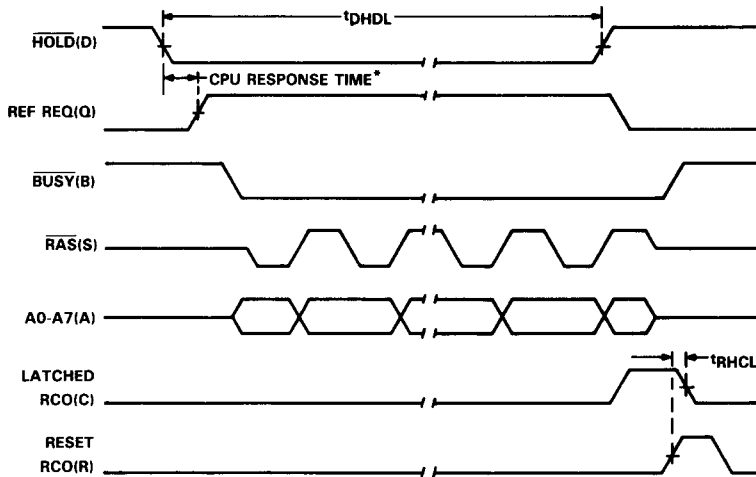 tDHDL
HOLD(D)
CPU RESPONSE TIME*
REF REQ(Q)
BUSY(B)
RAS(S)
A0-A7(A)
LATCHED
RCO(C)
tRHCL
RESET
RCO(R)